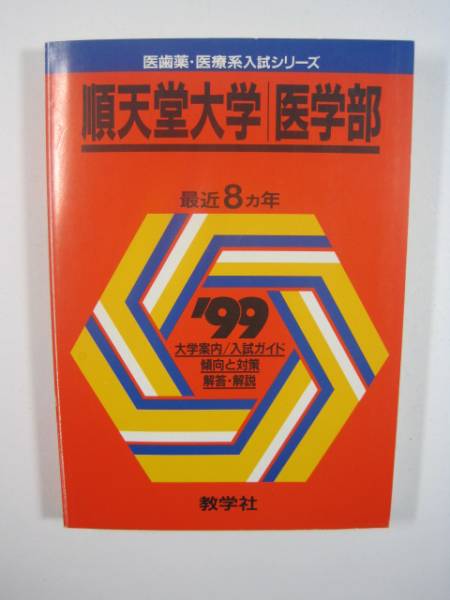 医歯薬・医療系入試シリーズ
順天堂大学|医学部
最近8ヵ年
'99
大学案内/入試ガイド
傾向と対策
解答・解説
教学社